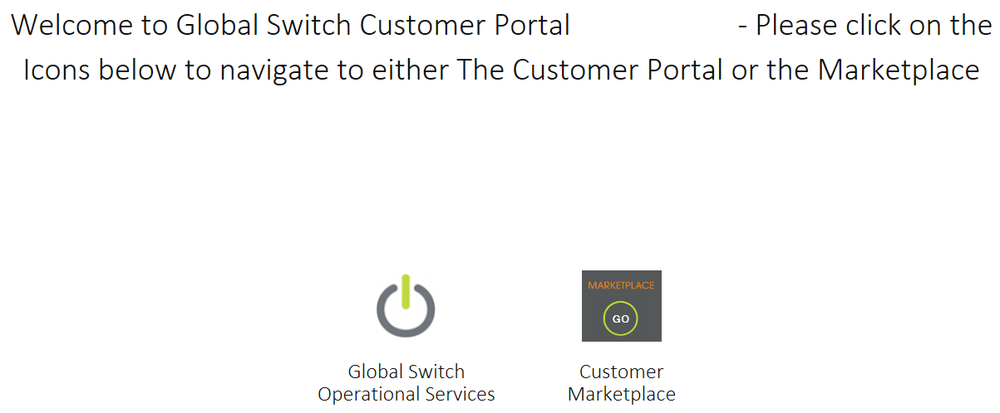 Welcome to Global Switch Customer Portal - Please click on the
Icons below to navigate to either The Customer Portal or the Marketplace
MARKETPLACE
GO
Global Switch
Operational Services
Customer
Marketplace